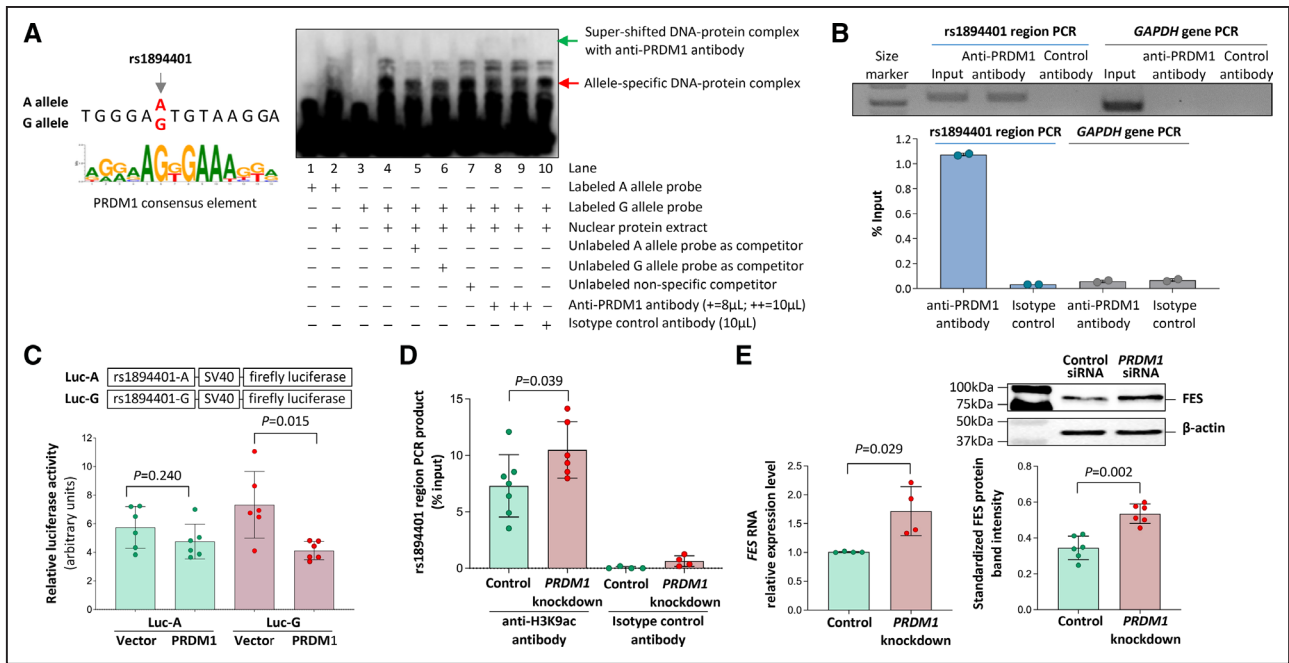 A
rs1894401
A allele
G allele
T G G G A A T G T A A G G A
G
AGGAAGTGAAAGTGA
PRDM1 consensus element
Super-shifted DNA-protein complex
with anti-PRDM1 antibody
Allele-specific DNA-protein complex
1 2 3 4 5 6 7 8 9 10 Lane
+ + − − − − − − − − Labeled A allele probe
− − + + + + + + + + Labeled G allele probe
− + − + + + + + + + Nuclear protein extract
− − − − + − − − − − Unlabeled A allele probe as competitor
− − − − − + − − − − Unlabeled G allele probe as competitor
− − − − − − + − − − Unlabeled non-specific competitor
− − − − − − − + ++ − Anti-PRDM1 antibody (+=8µL; ++=10µL)
− − − − − − − − − + Isotype control antibody (10µL)
B
rs1894401 region PCR GAPDH gene PCR
Size marker Input Anti-PRDM1 antibody Control antibody Input Anti-PRDM1 antibody Control antibody
rs1894401 region PCR GAPDH gene PCR
% Input
1.2
1.0
0.8
0.6
0.4
0.2
0.0
anti-PRDM1 antibody Isotype control anti-PRDM1 antibody Isotype control
C
Luc-A rs1894401-A SV40 firefly luciferase
Luc-G rs1894401-G SV40 firefly luciferase
P=0.015
P=0.240
Relative luciferase activity
(arbitrary units)
12
10
8
6
4
2
0
Luc-A Luc-G
Vector PRDM1 Vector PRDM1
D
P=0.039
rs1894401 region PCR product
(% input)
15
10
5
0
Control PRDM1 knockdown Control PRDM1 knockdown
anti-H3K9ac antibody Isotype control antibody
E
Control siRNA PRDM1 siRNA
100kDa
75kDa
FES
50kDa
37kDa
β-actin
P=0.029
FES RNA
relative expression level
2.5
2.0
1.5
1.0
0.5
0.0
Control PRDM1 knockdown
P=0.002
Standardized FES protein
band intensity
0.8
0.6
0.4
0.2
0.0
Control PRDM1 knockdown